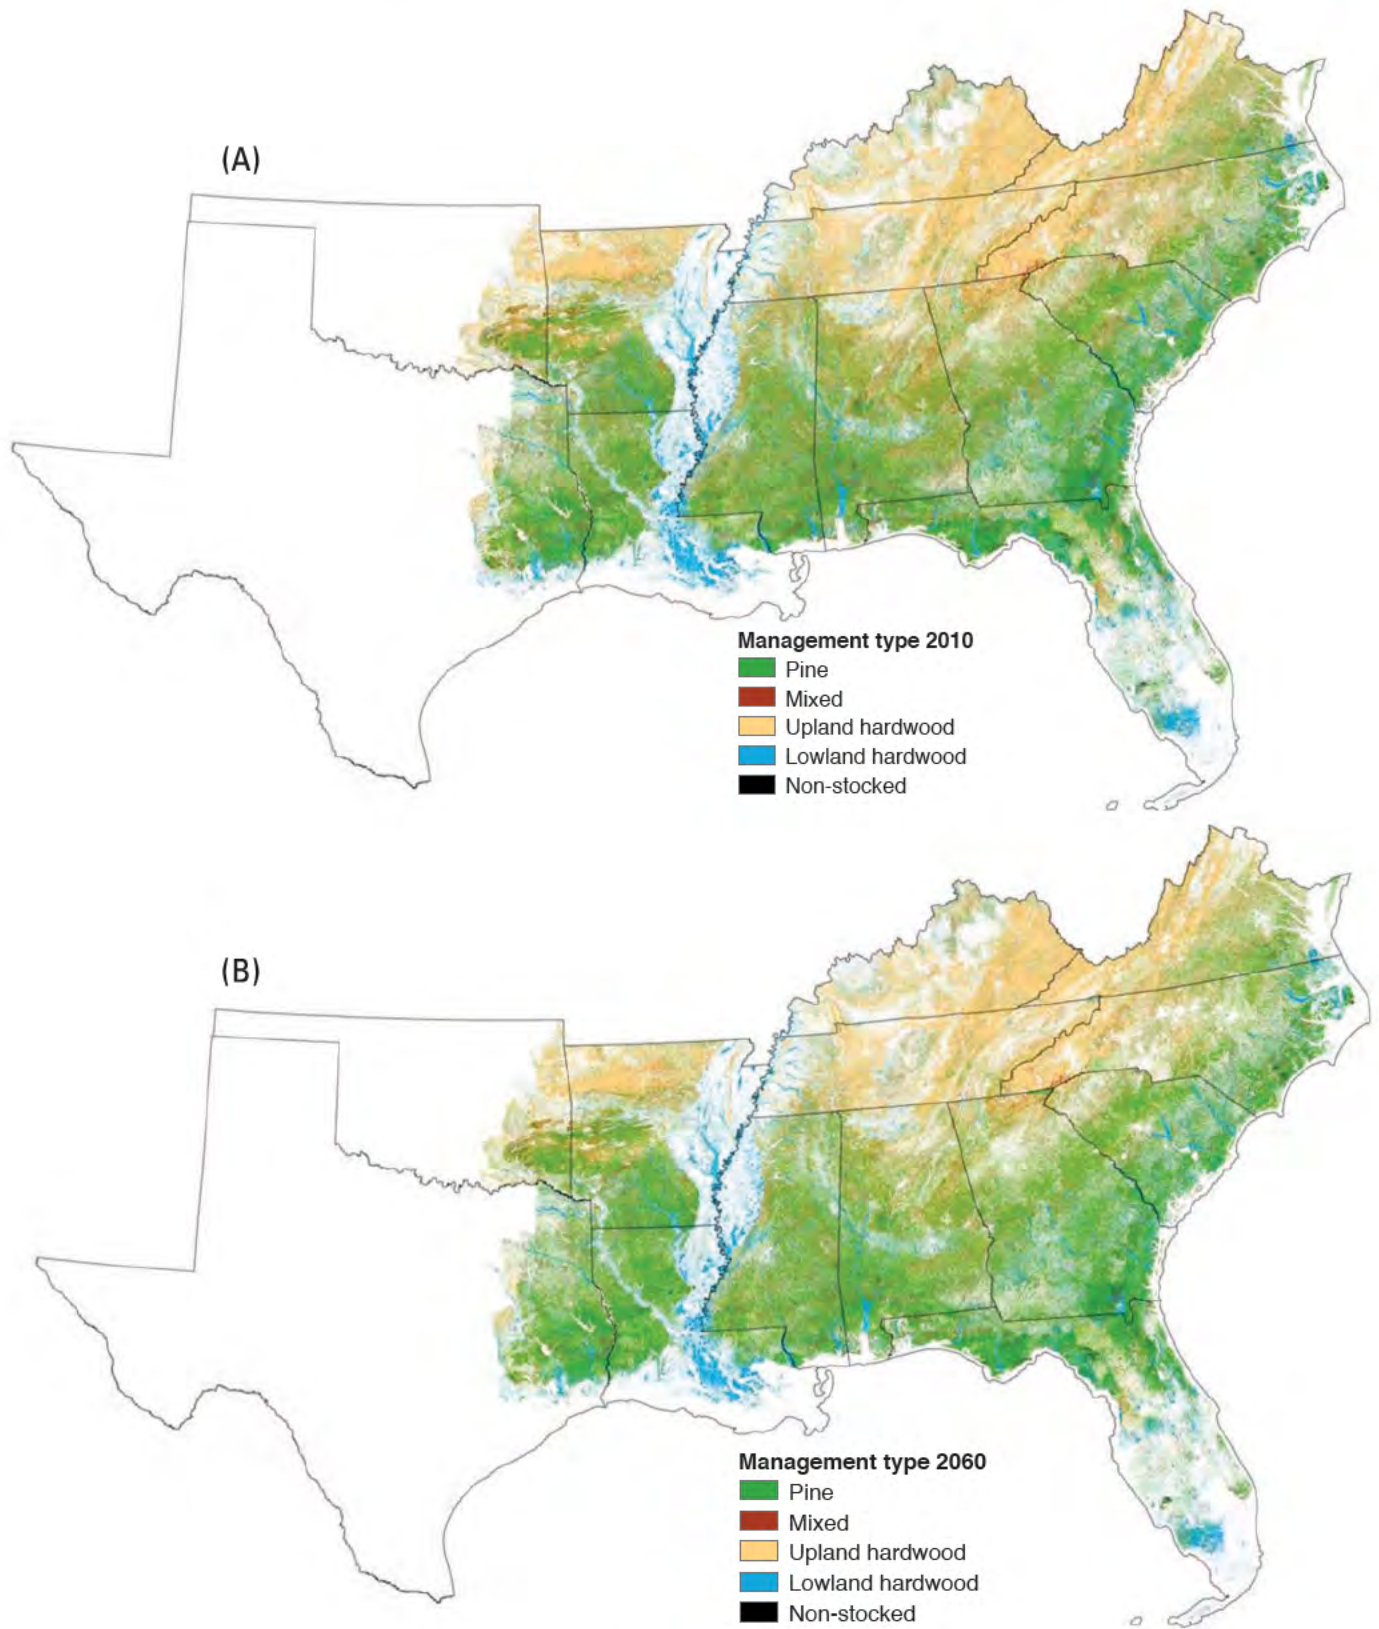 (A)
Management type 2010
Pine
Mixed
Upland hardwood
Lowland hardwood
Non-stocked
(B)
Management type 2060
Pine
Mixed
Upland hardwood
Lowland hardwood
Non-stocked